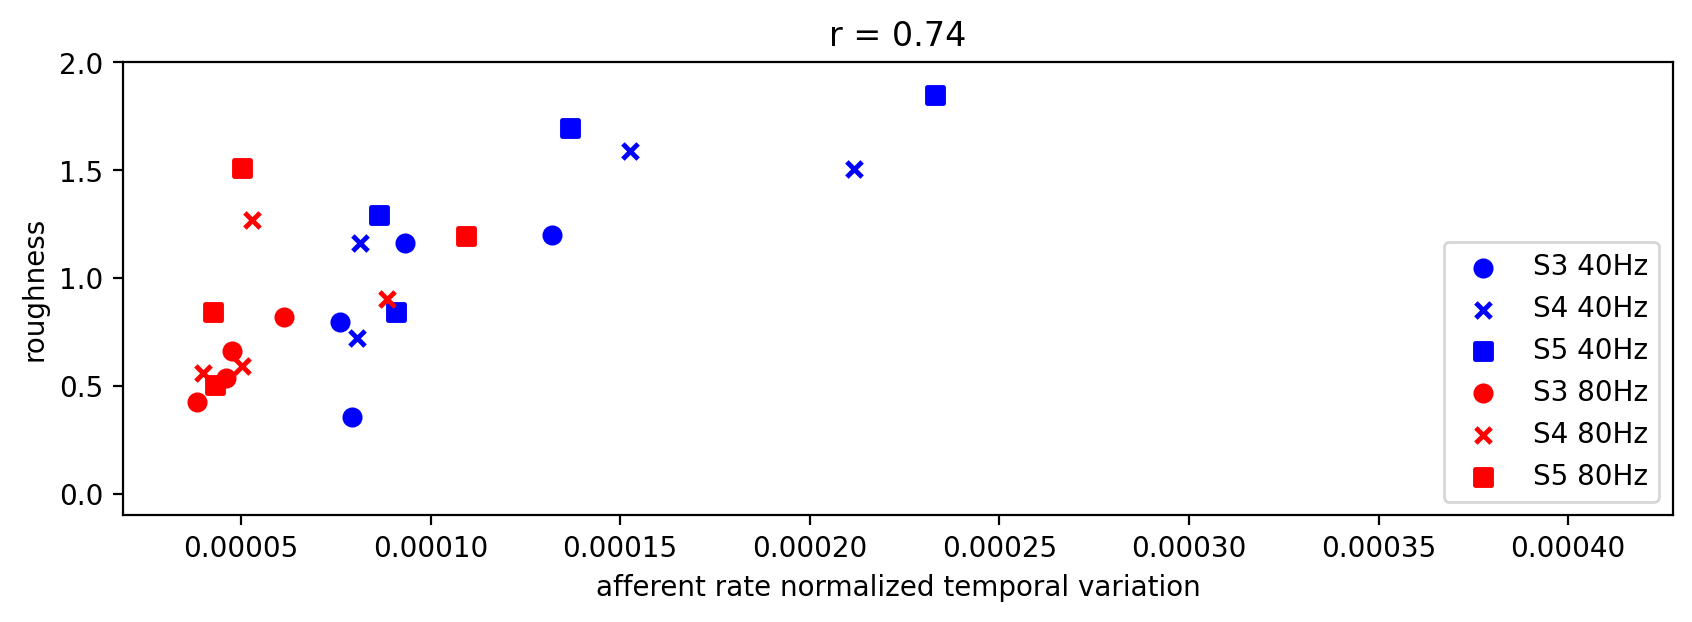 r = 0.74
2.0
1.5
1.0
0.5
0.0
roughness
S3 40Hz
S4 40Hz
S5 40Hz
S3 80Hz
S4 80Hz
S5 80Hz
0.00005 0.00010 0.00015 0.00020 0.00025 0.00030 0.00035 0.00040
afferent rate normalized temporal variation